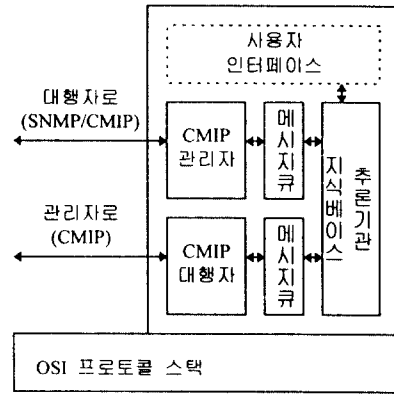 사용자
인터페이스
대행자로
(SNMP/CMIP)
CMIP
관리자
메시지큐
지식베이스
추론기관
관리자로
(CMIP)
CMIP
대행자
메시지큐
OSI 프로토콜 스택